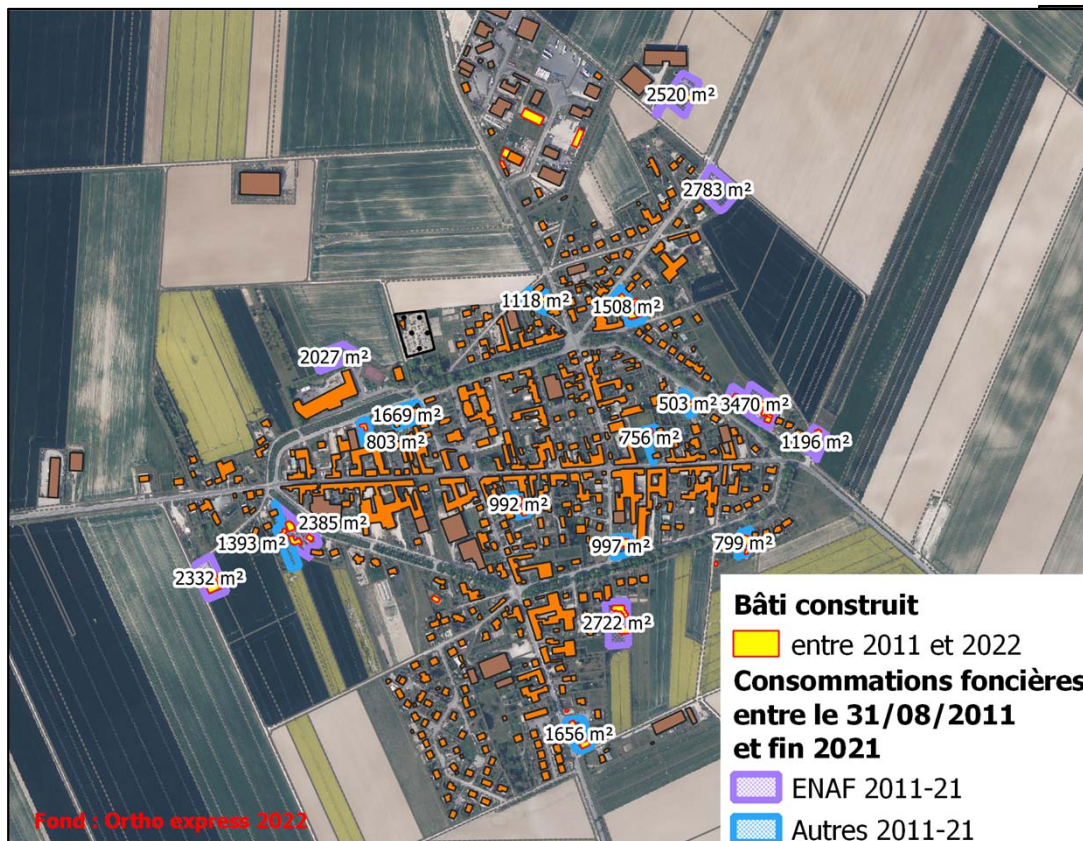 2520 m²
2783 m²
1118 m²
1508 m²
2027 m²
1669 m²
503 m²
3470 m²
803 m²
756 m²
1196 m²
992 m²
2385 m²
1393 m²
997 m²
799 m²
2332 m²
2722 m²
1656 m²
Bâti construit
entre 2011 et 2022
Consommations foncières
entre le 31/08/2011
et fin 2021
ENAF 2011-21
Autres 2011-21
Fond : Ortho express 2022